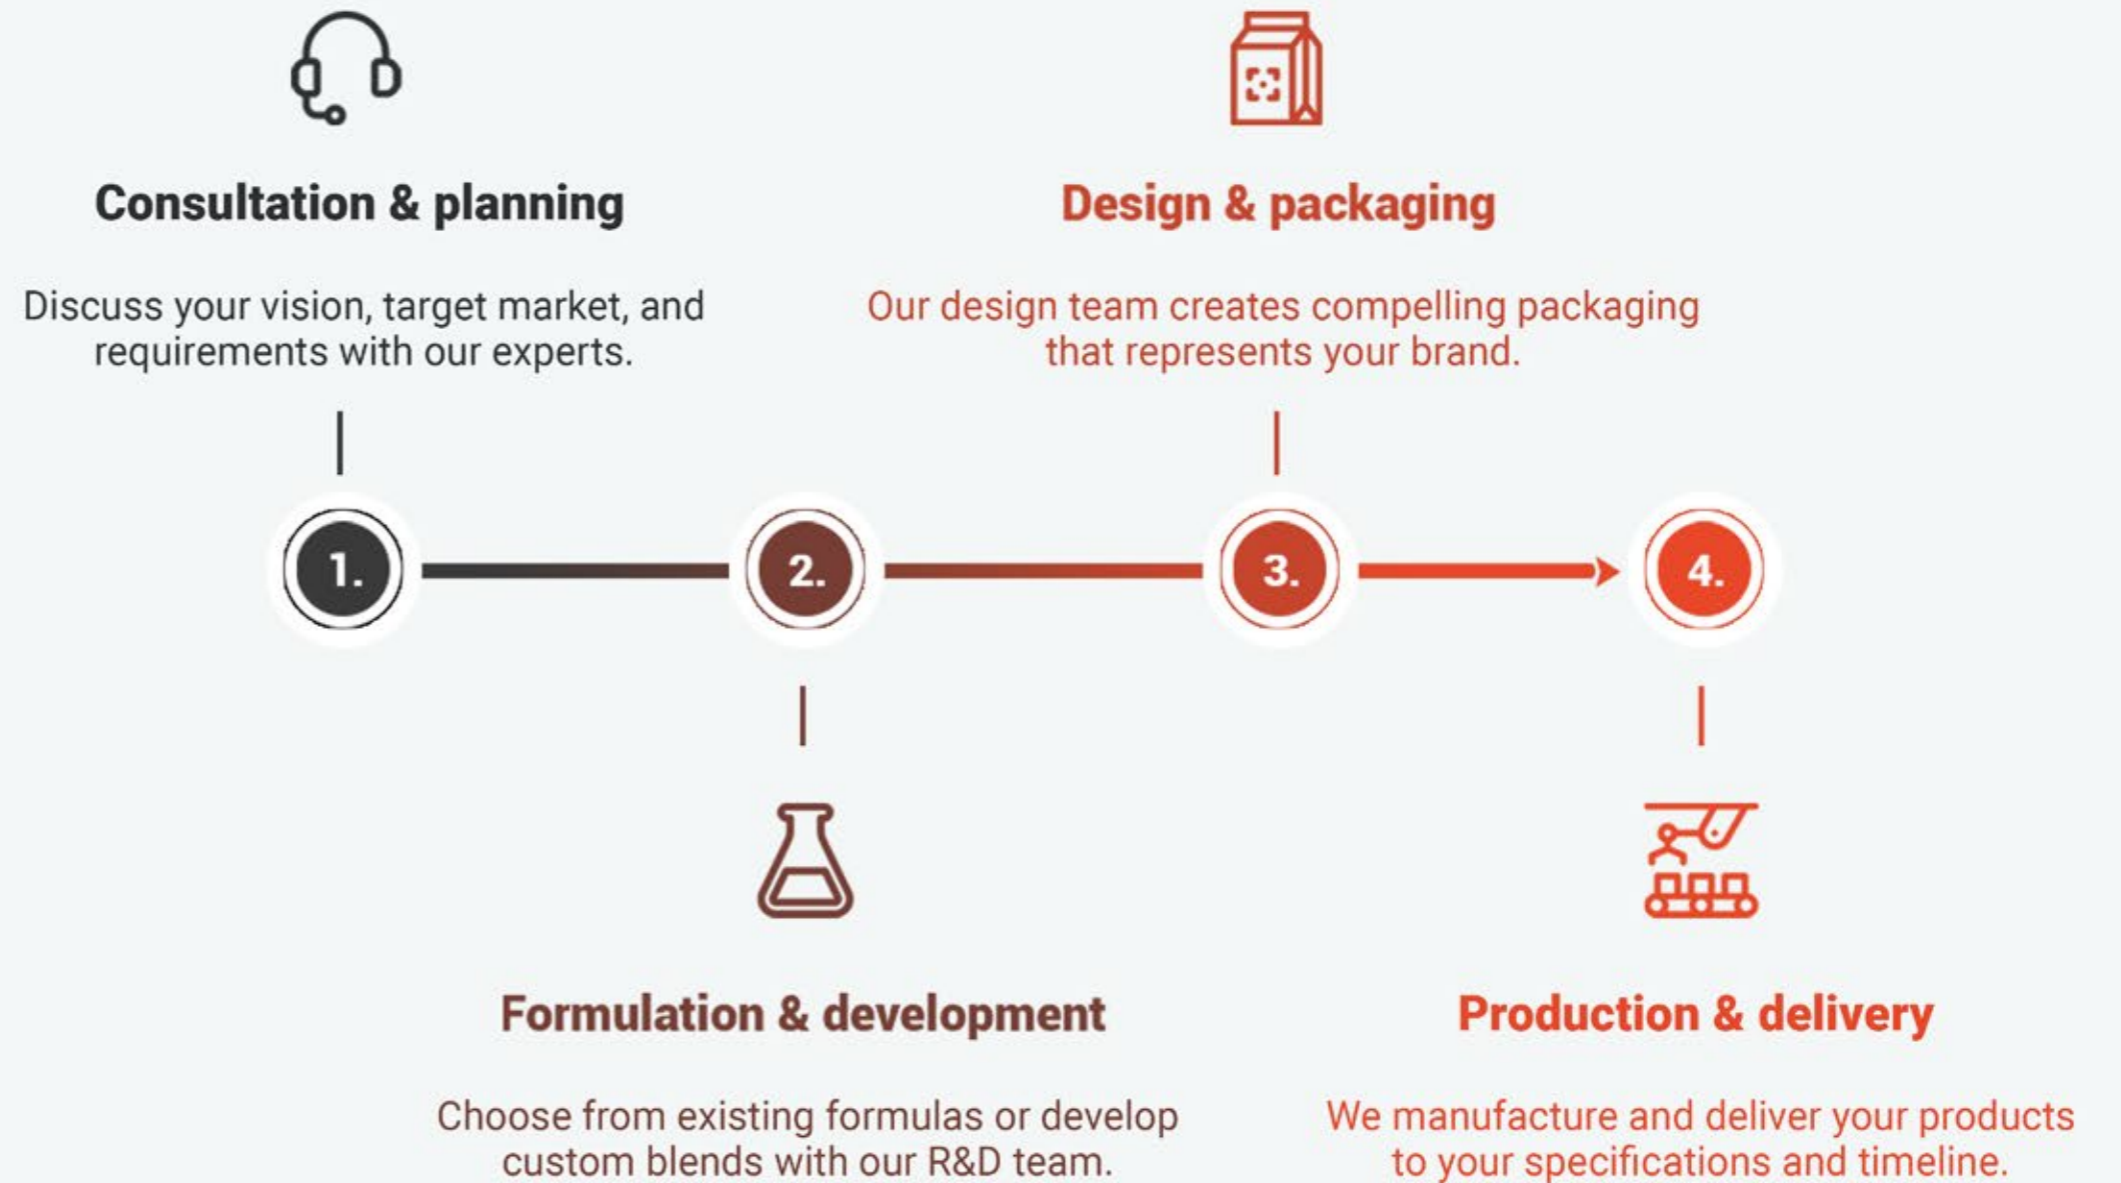 Consultation & planning
Discuss your vision, target market, and
requirements with our experts.
1.
2.
Formulation & development
Choose from existing formulas or develop
custom blends with our R&D team.
Design & packaging
Our design team creates compelling packaging
that represents your brand.
3.
4.
Production & delivery
We manufacture and deliver your products
to your specifications and timeline.